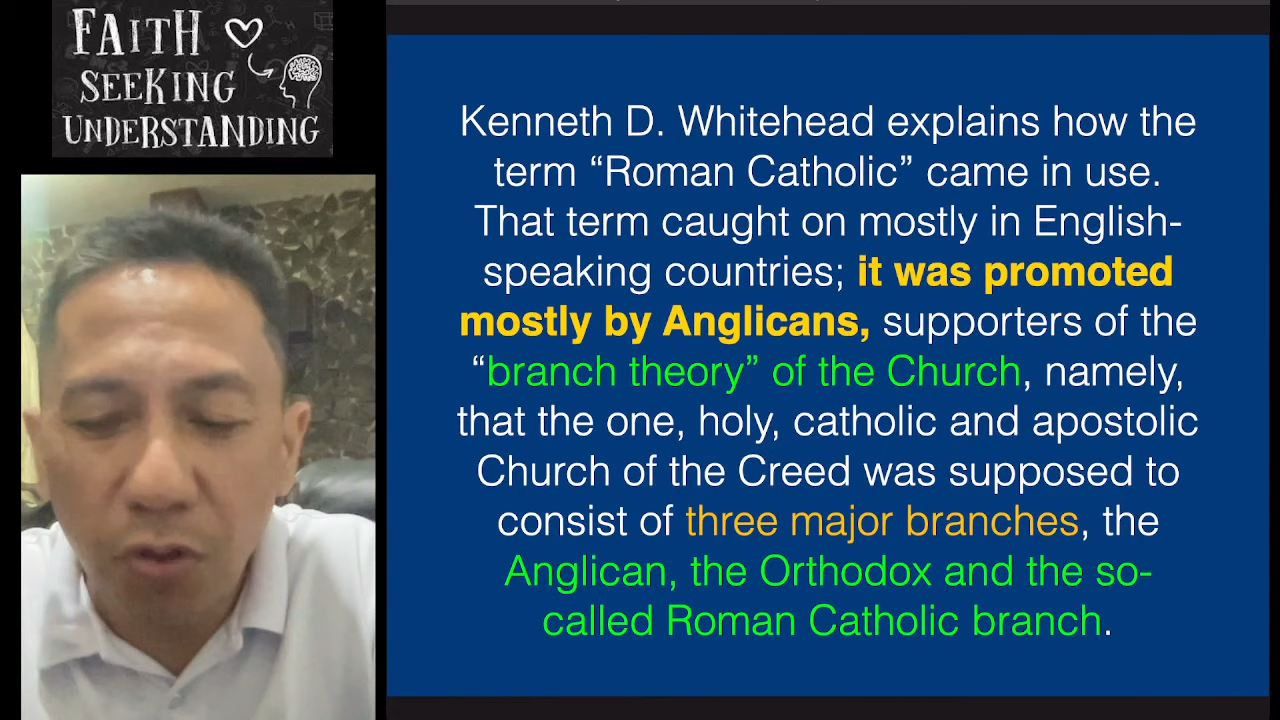 FAITH
SEEKING
UNDERSTANDING
Kenneth D. Whitehead explains how the
term “Roman Catholic” came in use.
That term caught on mostly in English-
speaking countries; it was promoted
mostly by Anglicans, supporters of the
“branch theory” of the Church, namely,
that the one, holy, catholic and apostolic
Church of the Creed was supposed to
consist of three major branches, the
Anglican, the Orthodox and the so-
called Roman Catholic branch.